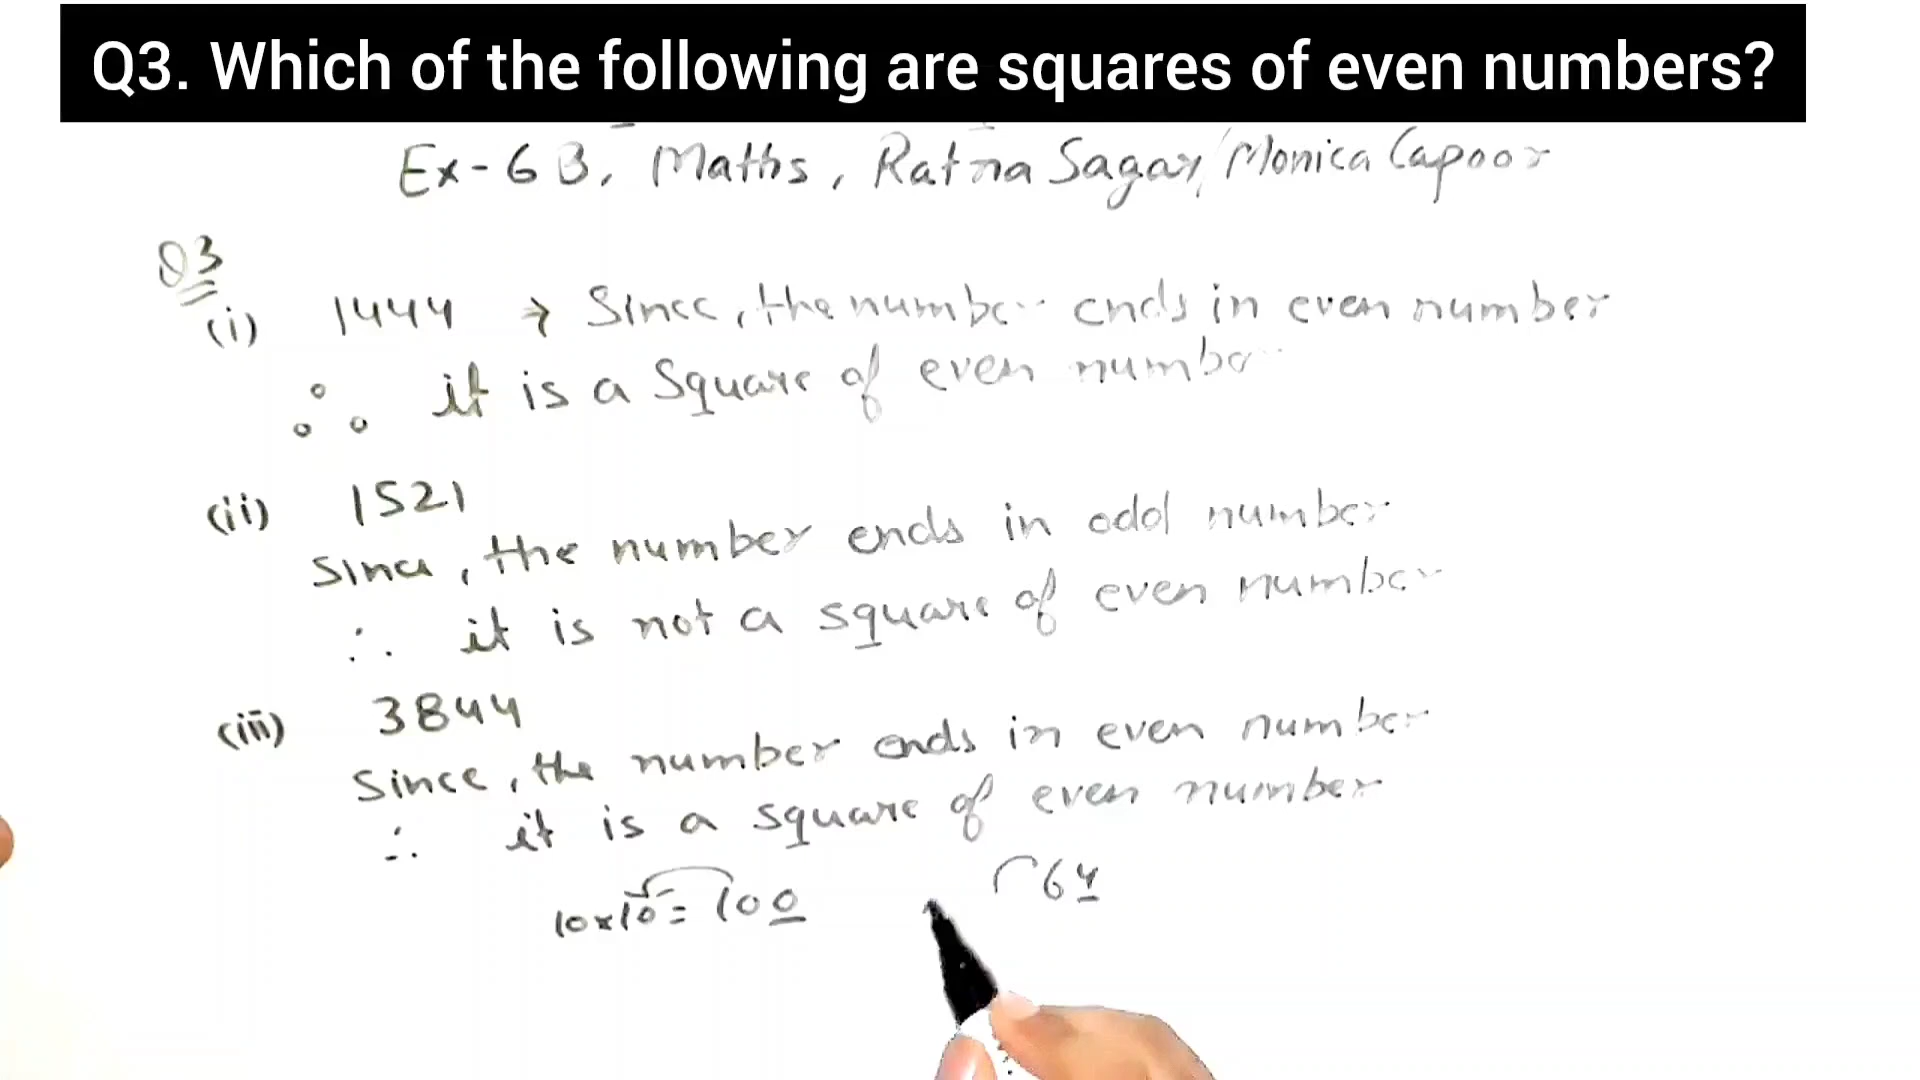 Q3. Which of the following are squares of even numbers?
Ex-6B, Maths, Ratna Sagar/Monica Capoor
Q3
(i) 1444 → Since, the number ends in even number
∴ it is a Square of even number
(ii) 1521
Since, the number ends in odd number
∴ it is not a square of even number
(iii) 3844
Since, the number ends in even number
∴ it is a square of even number
10×10=100 64